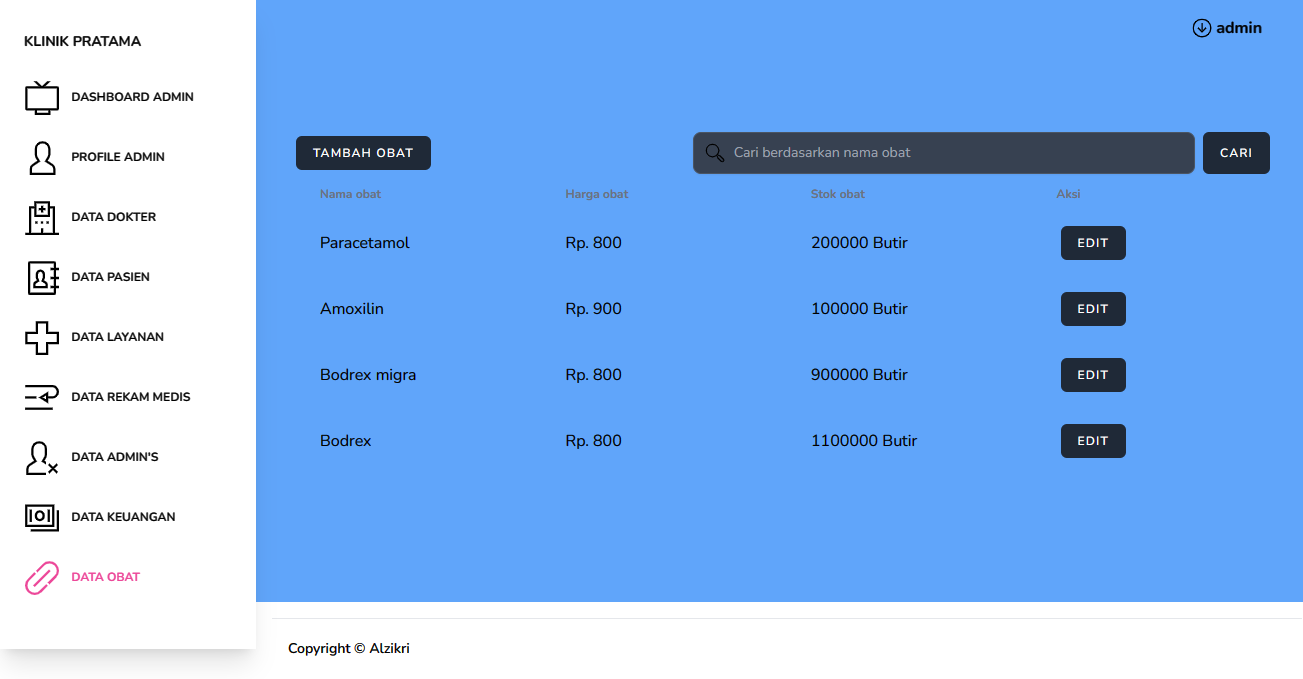 KLINIK PRATAMA
DASHBOARD ADMIN
PROFILE ADMIN
DATA DOKTER
DATA PASIEN
DATA LAYANAN
DATA REKAM MEDIS
DATA ADMIN'S
DATA KEUANGAN
DATA OBAT
admin
TAMBAH OBAT Cari berdasarkan nama obat CARI
Nama obat Harga obat Stok obat Aksi
Paracetamol Rp. 800 200000 Butir EDIT
Amoxilin Rp. 900 100000 Butir EDIT
Bodrex migra Rp. 800 900000 Butir EDIT
Bodrex Rp. 800 1100000 Butir EDIT
Copyright © Alzikri